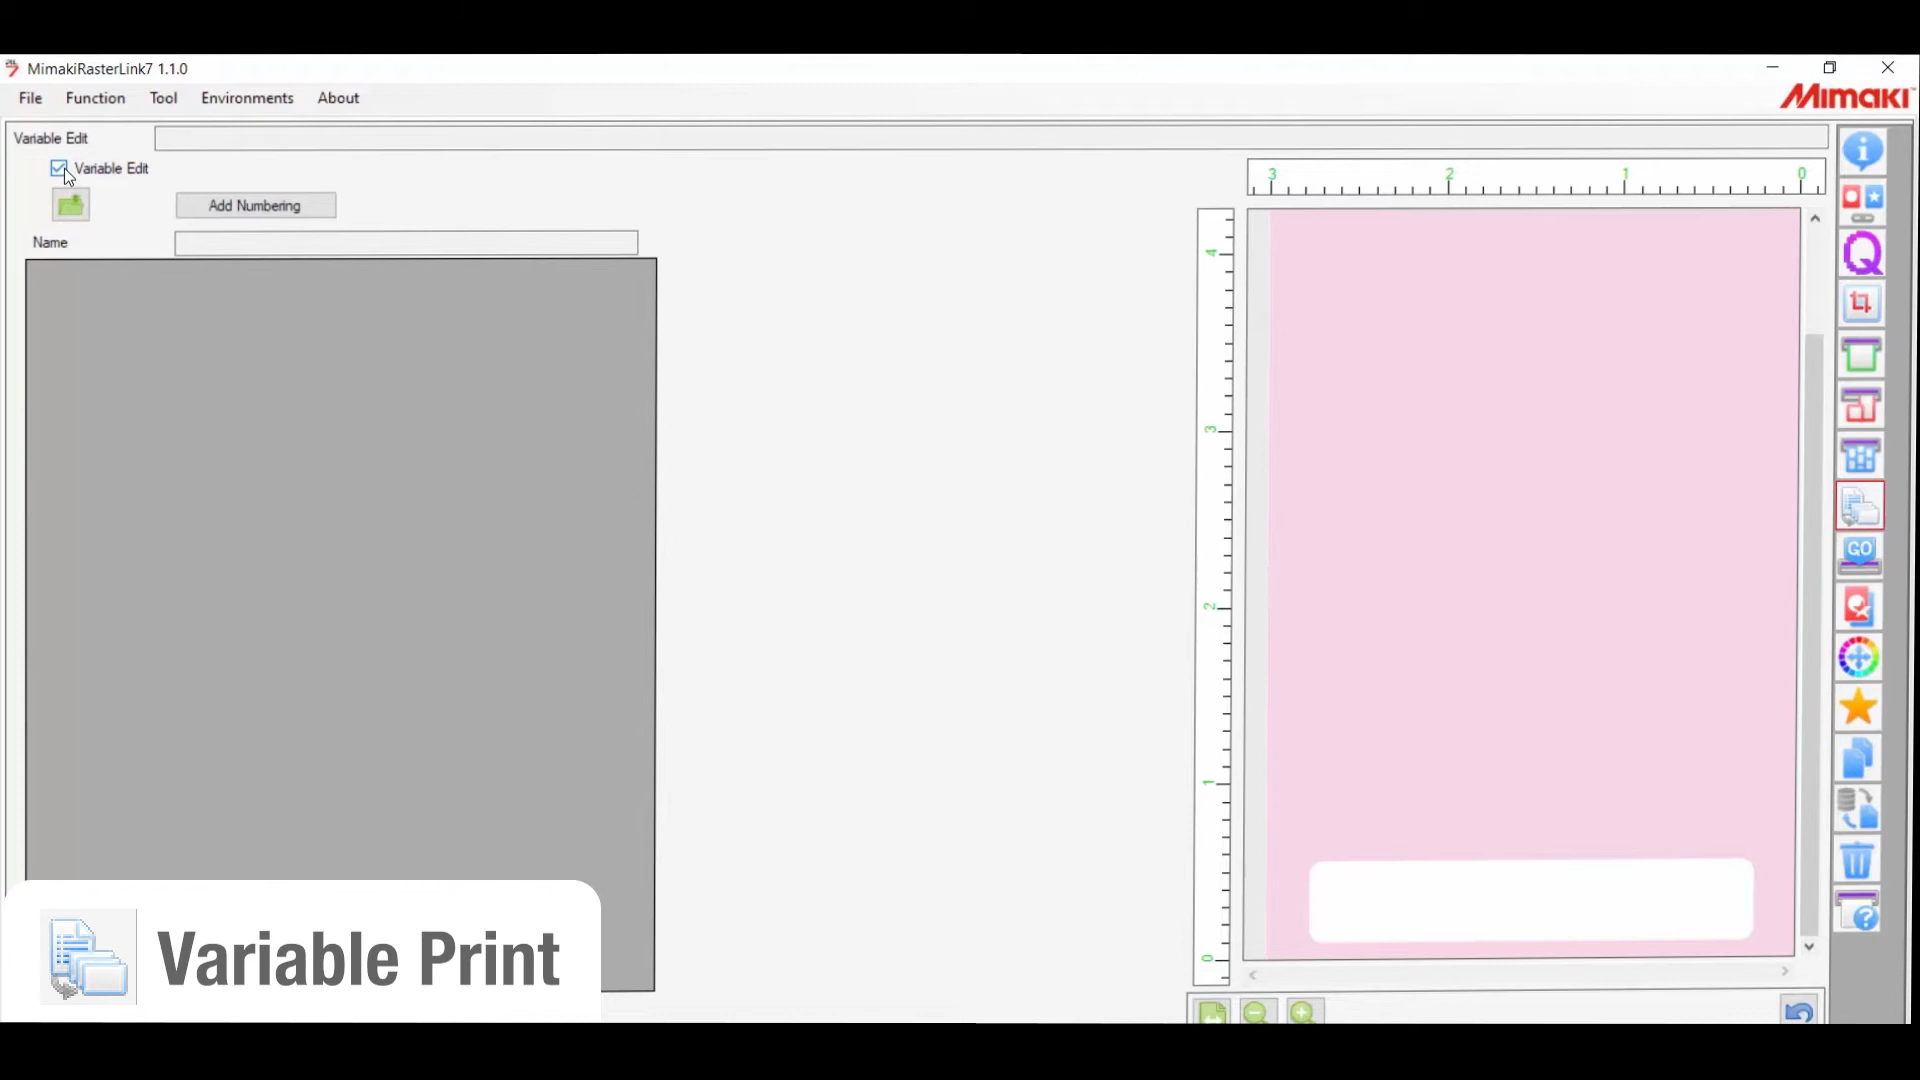 MimakiRasterLink7 1.1.0
File Function Tool Environments About
Mimaki
Variable Edit
Variable Edit
Add Numbering
Name
3 2 1 0
4
3
2
1
0
Q
GO
Variable Print